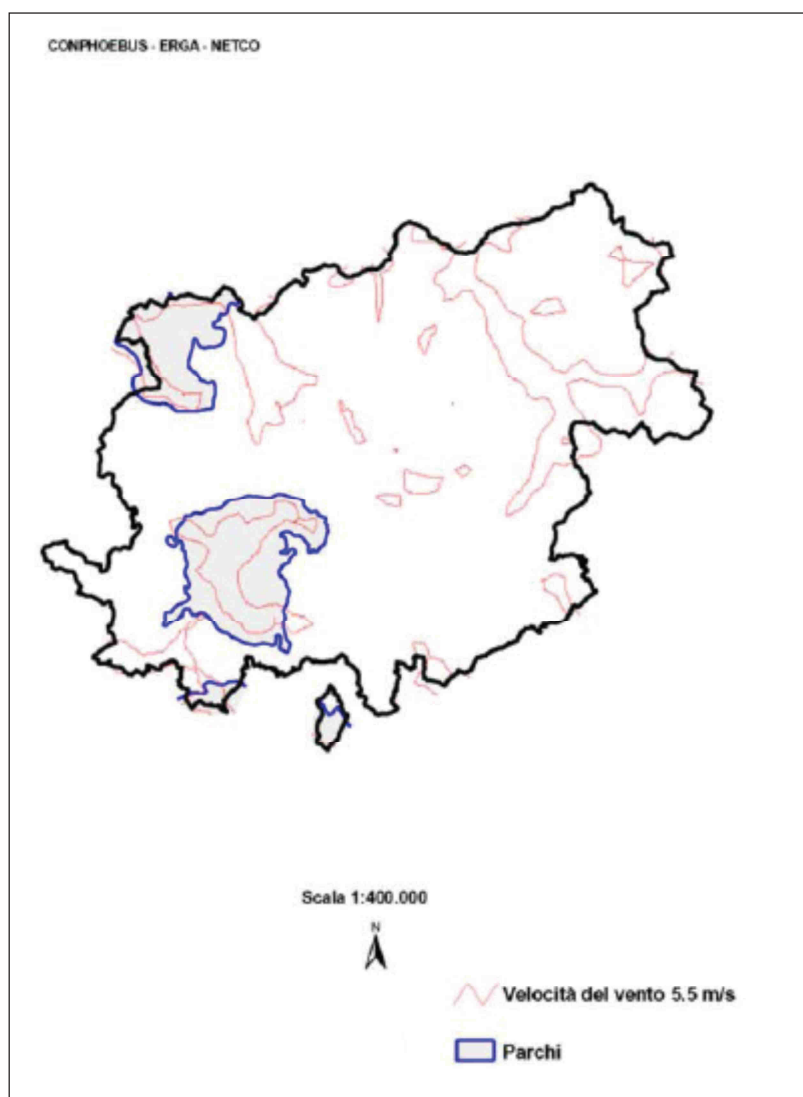 CONPHOEBUS - ERGA - NETCO
Scala 1:400.000
N
Velocità del vento 5.5 m/s
Parchi